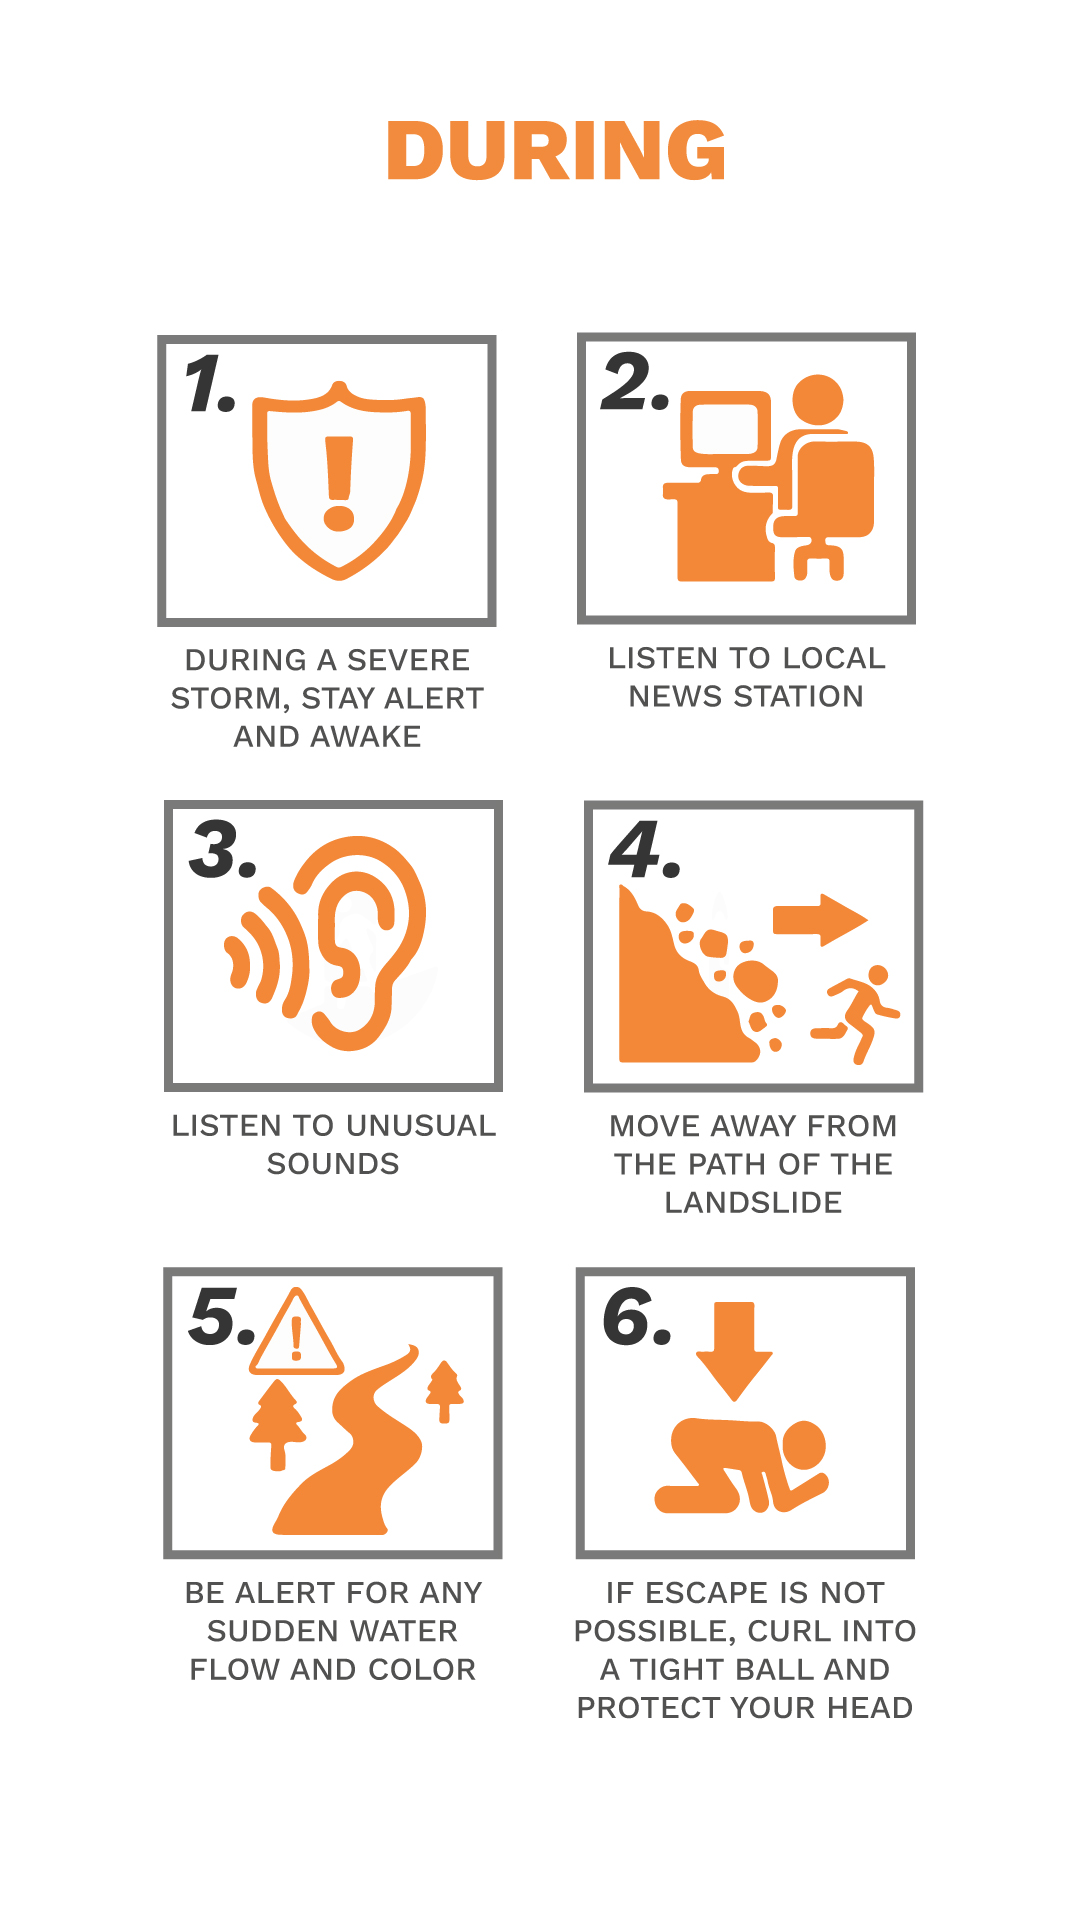 DURING
1.
DURING A SEVERE
STORM, STAY ALERT
AND AWAKE
2.
LISTEN TO LOCAL
NEWS STATION
3.
LISTEN TO UNUSUAL
SOUNDS
4.
MOVE AWAY FROM
THE PATH OF THE
LANDSLIDE
5.
BE ALERT FOR ANY
SUDDEN WATER
FLOW AND COLOR
6.
IF ESCAPE IS NOT
POSSIBLE, CURL INTO
A TIGHT BALL AND
PROTECT YOUR HEAD